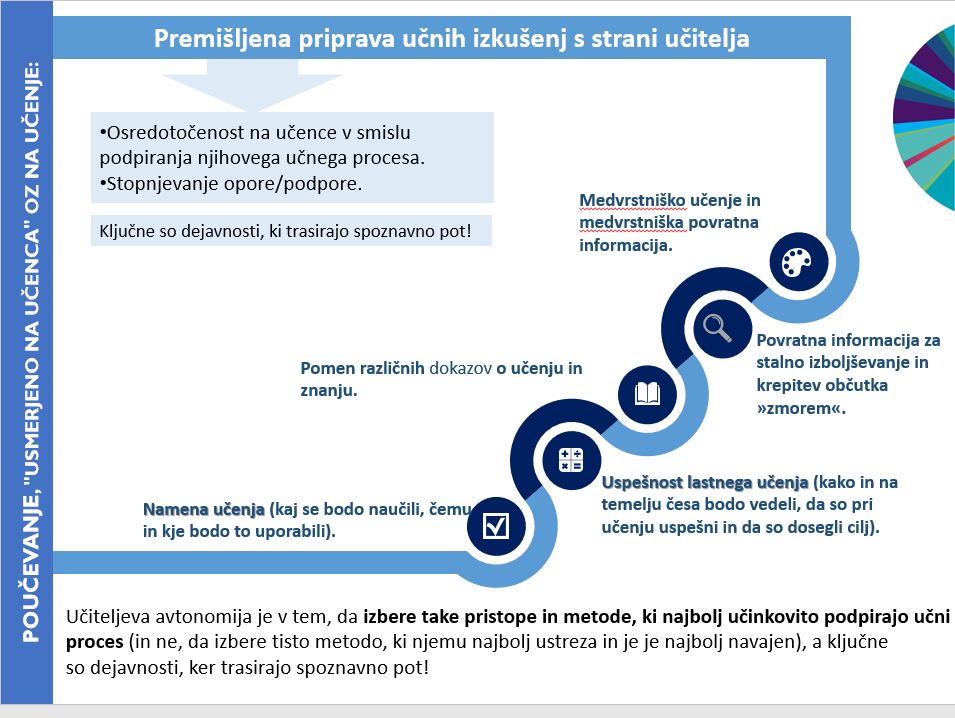 POUČEVANJE, "USMERJENO NA UČENCA" OZ NA UČENJE:
Premišljena priprava učnih izkušenj s strani učitelja
•Osredotočenost na učence v smislu
podpiranja njihovega učnega procesa.
•Stopnjevanje opore/podpore.
Ključne so dejavnosti, ki trasirajo spoznavno pot!
Medvrstniško učenje in
medvrstniška povratna
informacija.
Povratna informacija za
stalno izboljševanje in
krepitev občutka
»zmorem«.
Pomen različnih dokazov o učenju in
znanju.
Uspešnost lastnega učenja (kako in na
temelju česa bodo vedeli, da so pri
učenju uspešni in da so dosegli cilj).
Namena učenja (kaj se bodo naučili, čemu
in kje bodo to uporabili).
Učiteljeva avtonomija je v tem, da izbere take pristope in metode, ki najbolj učinkovito podpirajo učni
proces (in ne, da izbere tisto metodo, ki njemu najbolj ustreza in je je najbolj navajen), a ključne
so dejavnosti, ker trasirajo spoznavno pot!